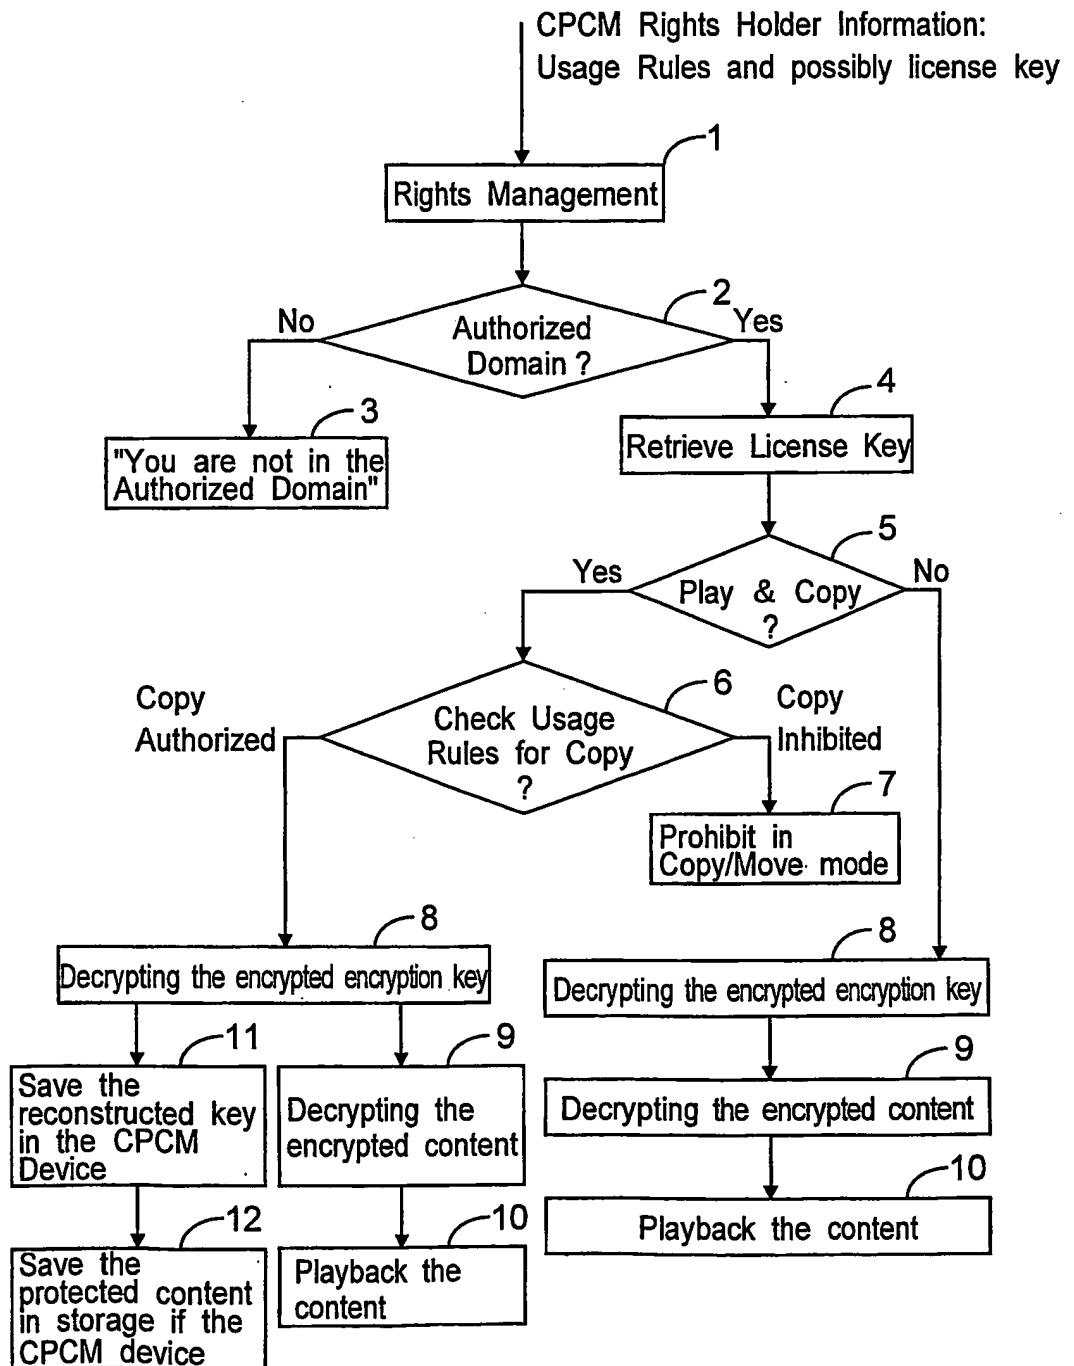 CPCM Rights Holder Information:
Usage Rules and possibly license key
1
Rights Management
2
No
Yes
Authorized
Domain ?
3
"You are not in the
Authorized Domain"
4
Retrieve License Key
5
Yes
No
Play & Copy
?
6
Copy
Authorized
Check Usage
Rules for Copy
?
Copy
Inhibited
7
Prohibit in
Copy/Move mode
8
Decrypting the encrypted encryption key
8
Decrypting the encrypted encryption key
11
Save the
reconstructed key
in the CPCM
Device
9
Decrypting the
encrypted content
9
Decrypting the encrypted content
12
Save the
protected content
in storage if the
CPCM device
10
Playback the
content
10
Playback the content